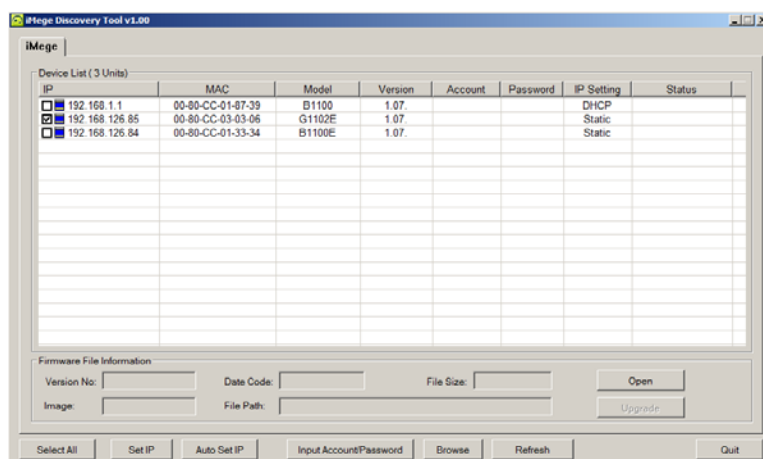 iMege Discovery Tool v1.00
iMege
Device List ( 3 Units)
IP MAC Model Version Account Password IP Setting Status
192.168.1.1 00-80-CC-01-87-39 B1100 1.07. DHCP
192.168.126.85 00-80-CC-03-03-06 G1102E 1.07. Static
192.168.126.84 00-80-CC-01-33-34 B1100E 1.07. Static
Firmware File Information
Version No: Date Code: File Size: Open
Image: File Path: Upgrade
Select All Set IP Auto Set IP Input Account/Password Browse Refresh Quit